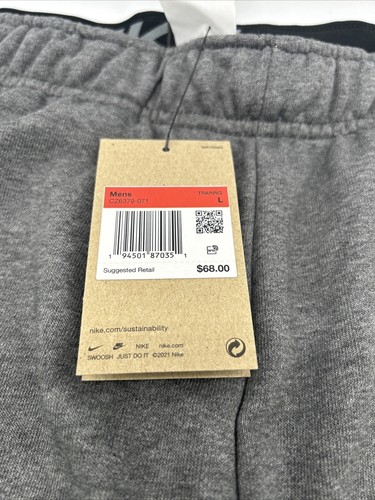 Mens
TRAINING
CZ6379-071
L
1 94501 87035 1
Suggested Retail
$68.00
nike.com/sustainability
NIKE
nike.com
SWOOSH JUST DO IT ©2021 Nike